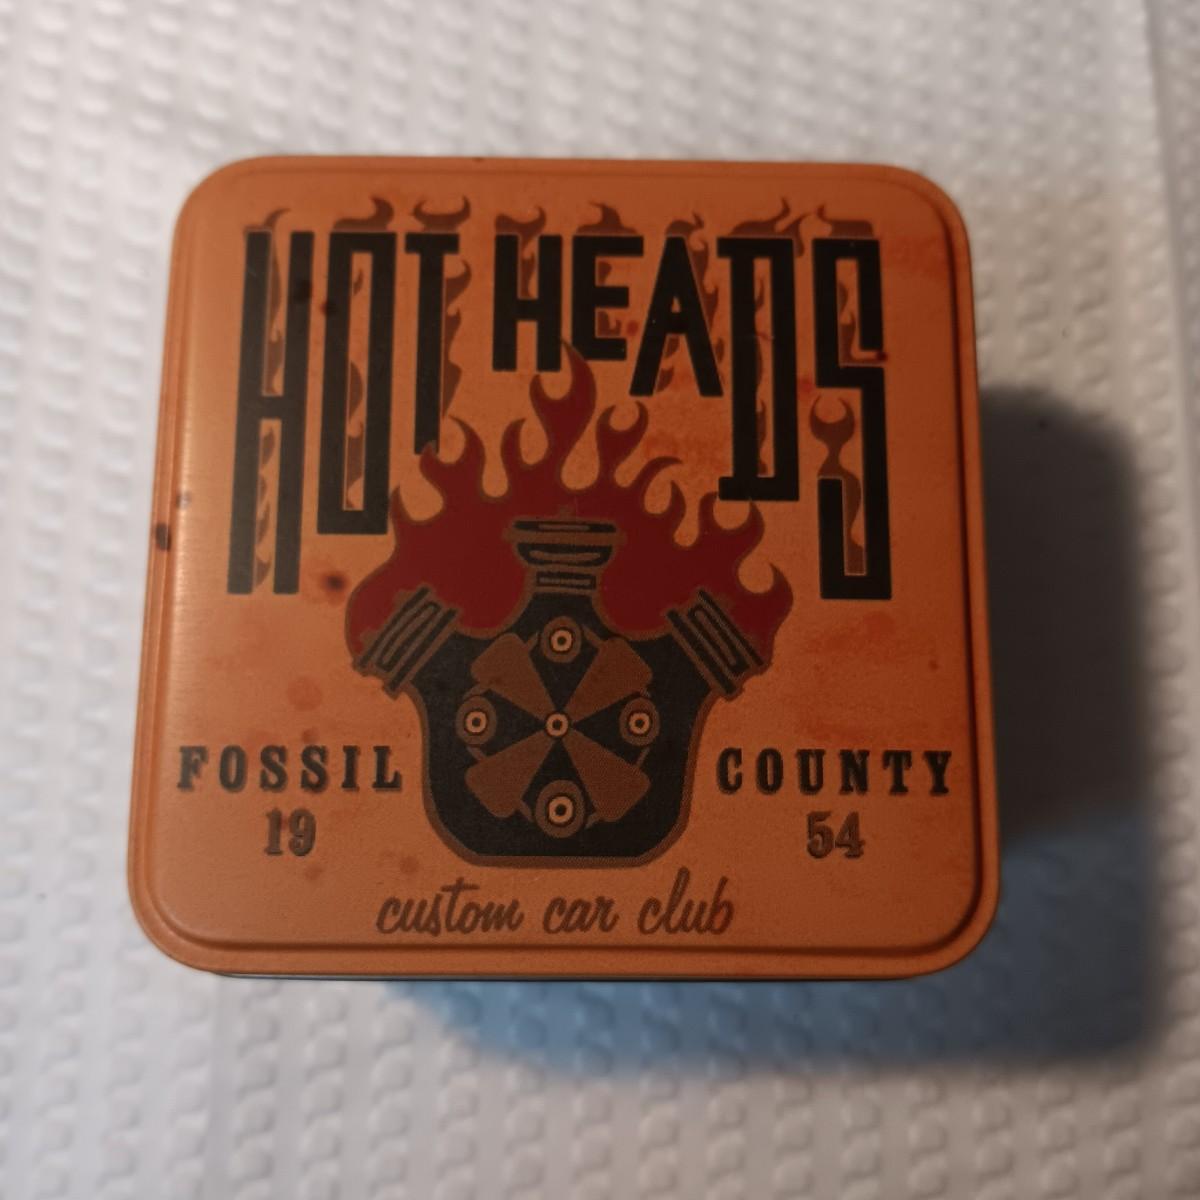 HOT HEADS
FOSSIL COUNTY
19 54
custom car club